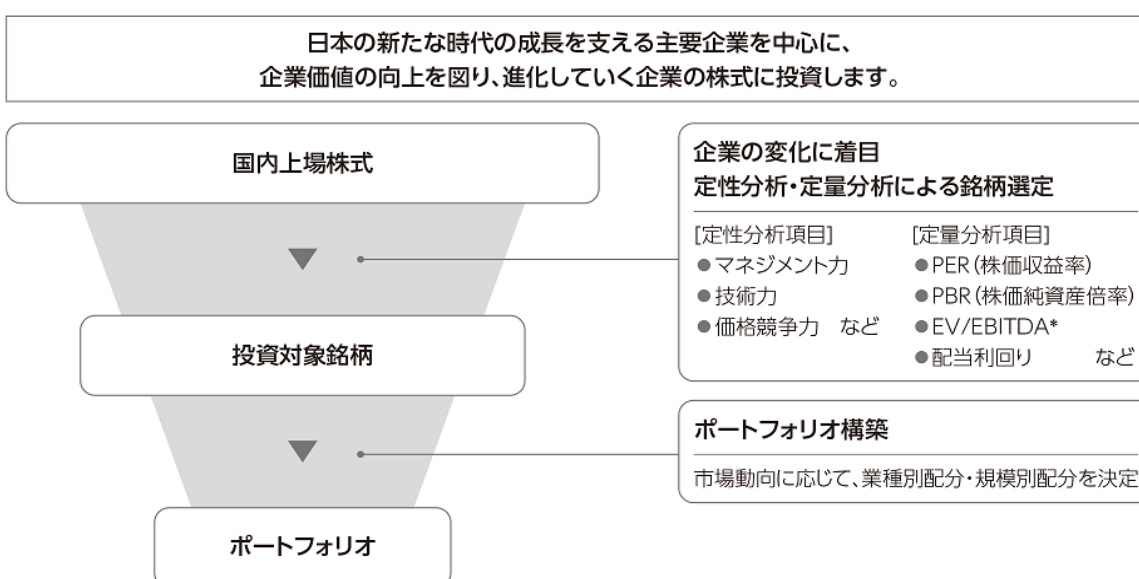 日本の新たな時代の成長を支える主要企業を中心に、
企業価値の向上を図り、進化していく企業の株式に投資します。
国内上場株式
企業の変化に着目
定性分析・定量分析による銘柄選定
[定性分析項目]
●マネジメント力
●技術力
●価格競争力 など
[定量分析項目]
●PER(株価収益率)
●PBR(株価純資産倍率)
●EV/EBITDA*
●配当利回り など
投資対象銘柄
ポートフォリオ構築
市場動向に応じて、業種別配分・規模別配分を決定
ポートフォリオ